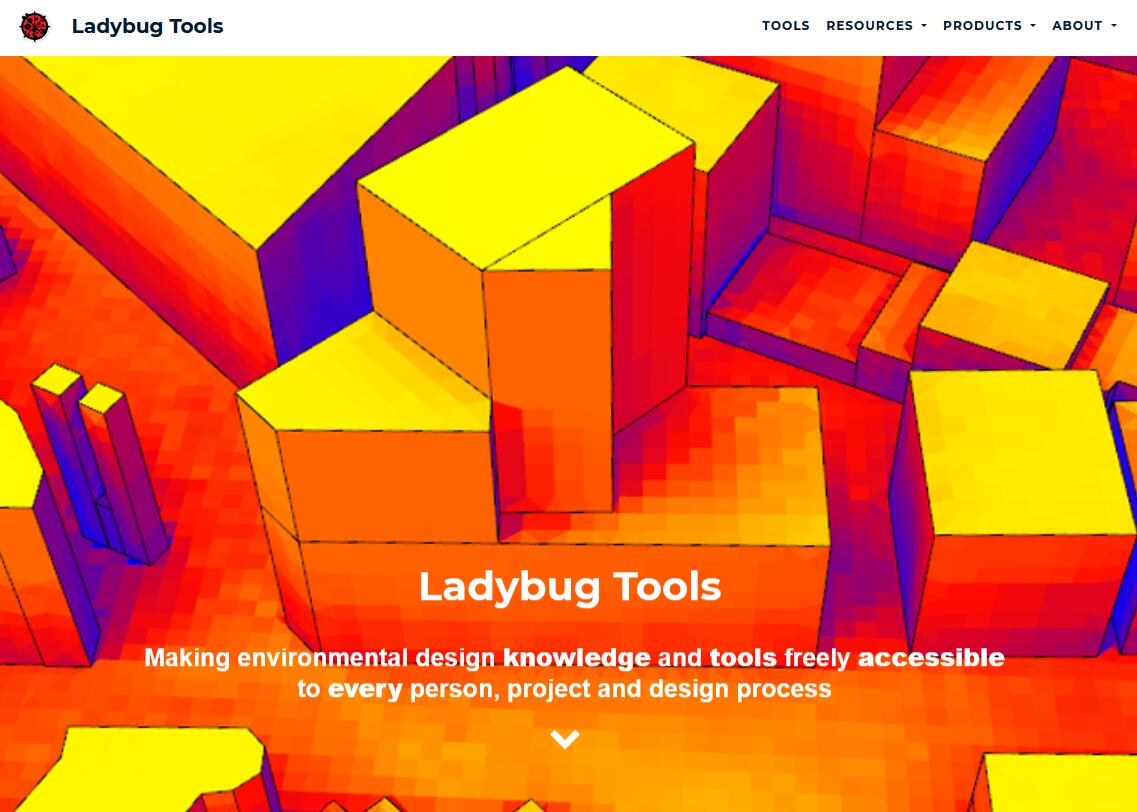 Ladybug Tools
TOOLS RESOURCES PRODUCTS ABOUT
Ladybug Tools
Making environmental design knowledge and tools freely accessible
to every person, project and design process